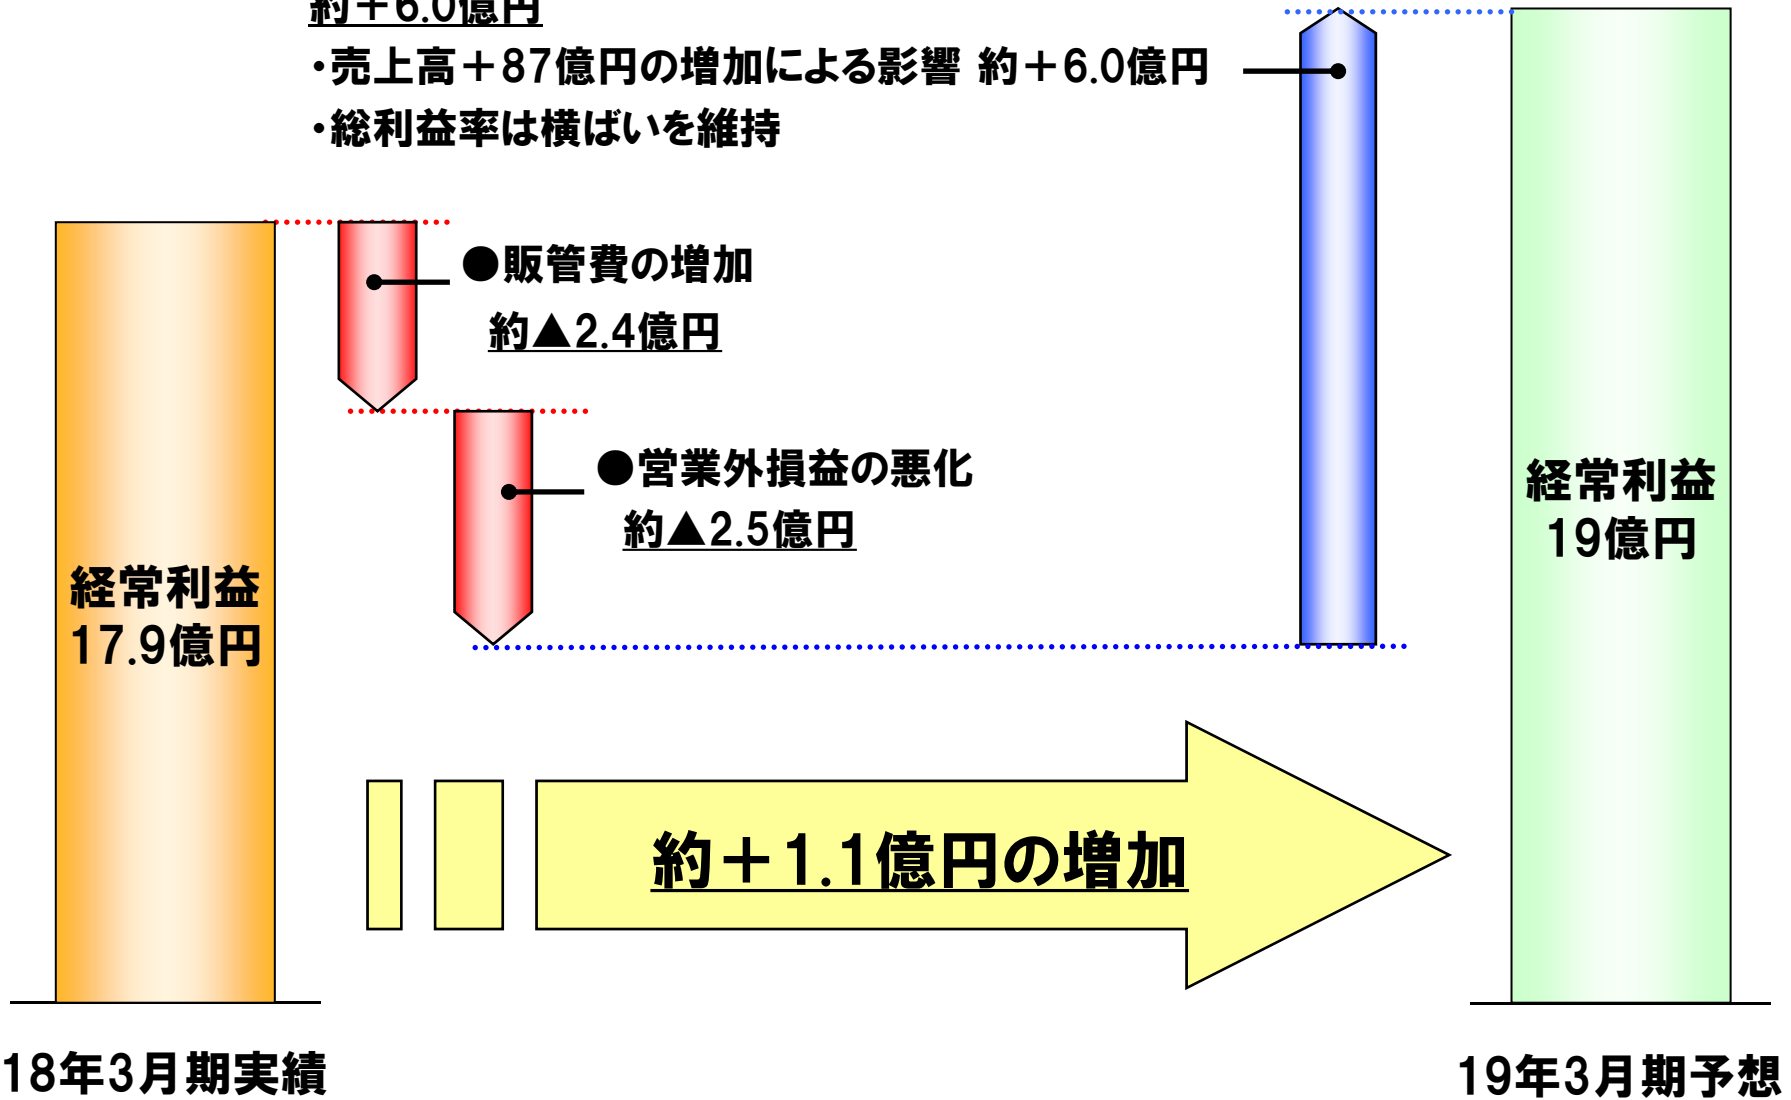 約＋6.0億円
・売上高＋87億円の増加による影響 約＋6.0億円
・総利益率は横ばいを維持
●販管費の増加
約▲2.4億円
●営業外損益の悪化
約▲2.5億円
経常利益
17.9億円
経常利益
19億円
約＋1.1億円の増加
18年3月期実績
19年3月期予想